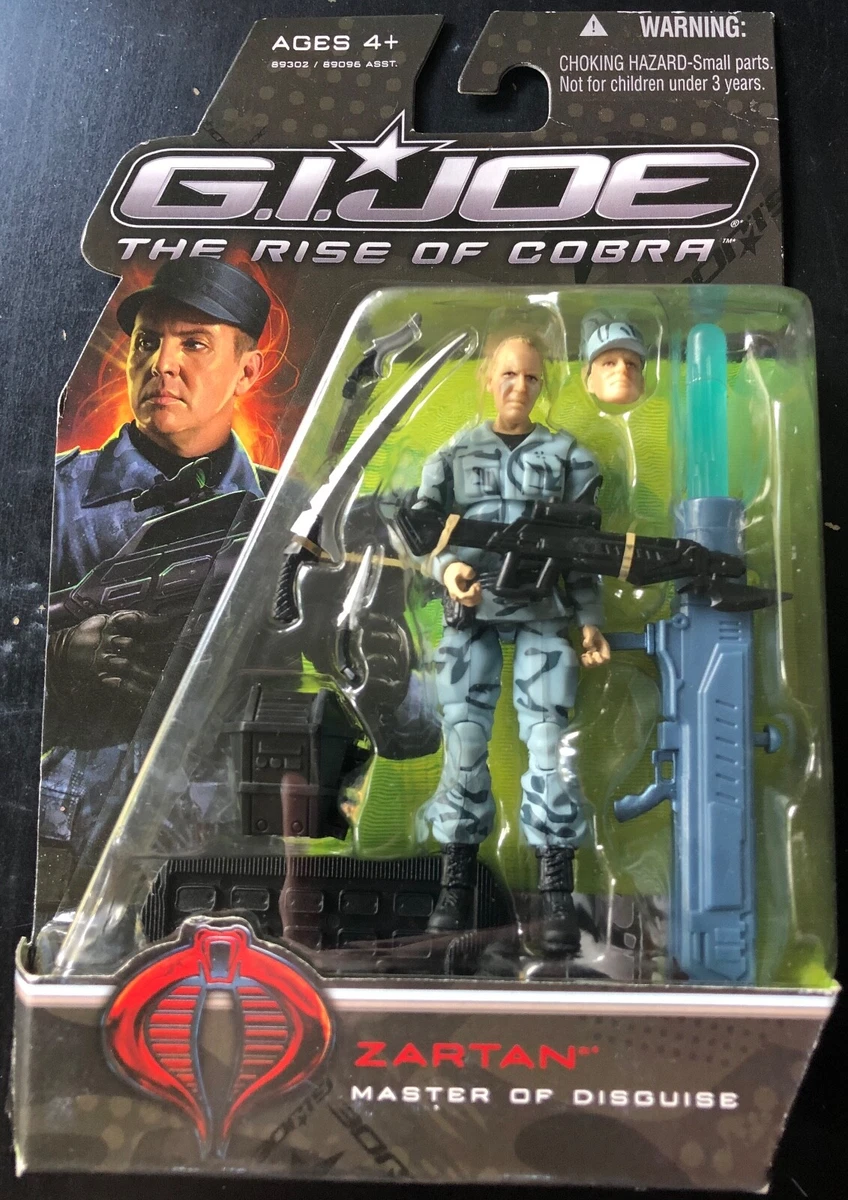 AGES 4+
89302 / 89096 ASST.
⚠ WARNING:
CHOKING HAZARD-Small parts.
Not for children under 3 years.
G.I.JOE®
THE RISE OF COBRA™
ZARTAN
MASTER OF DISGUISE